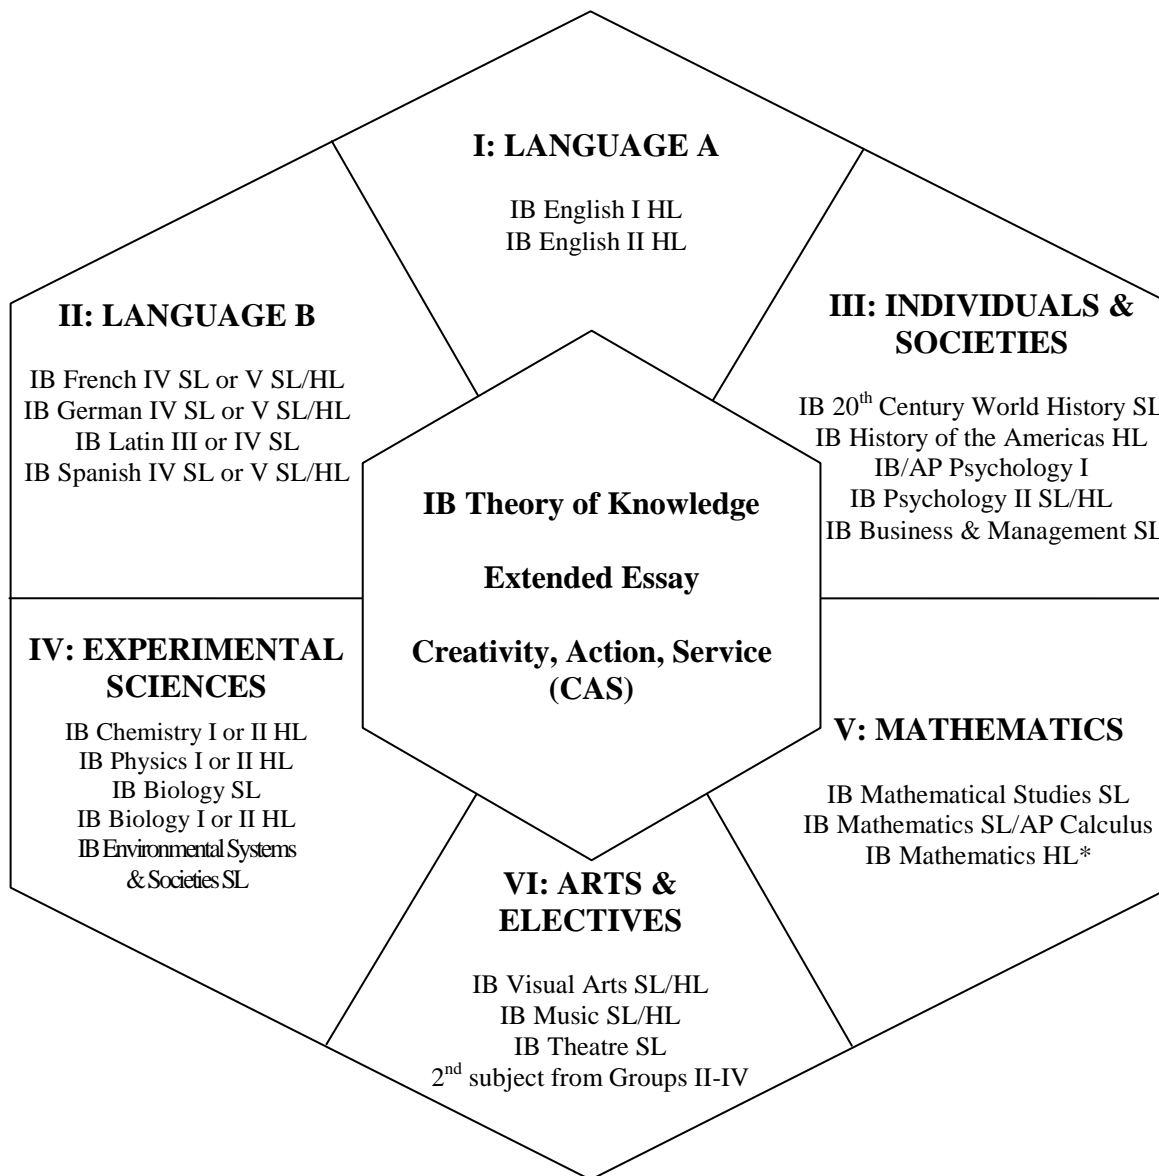 I: LANGUAGE A
IB English I HL
IB English II HL
II: LANGUAGE B
IB French IV SL or V SL/HL
IB German IV SL or V SL/HL
IB Latin III or IV SL
IB Spanish IV SL or V SL/HL
III: INDIVIDUALS &
SOCIETIES
IB 20th Century World History SL
IB History of the Americas HL
IB/AP Psychology I
IB Psychology II SL/HL
IB Business & Management SL
IB Theory of Knowledge
Extended Essay
Creativity, Action, Service
(CAS)
IV: EXPERIMENTAL
SCIENCES
IB Chemistry I or II HL
IB Physics I or II HL
IB Biology SL
IB Biology I or II HL
IB Environmental Systems
& Societies SL
V: MATHEMATICS
IB Mathematical Studies SL
IB Mathematics SL/AP Calculus
IB Mathematics HL*
VI: ARTS &
ELECTIVES
IB Visual Arts SL/HL
IB Music SL/HL
IB Theatre SL
2nd subject from Groups II-IV